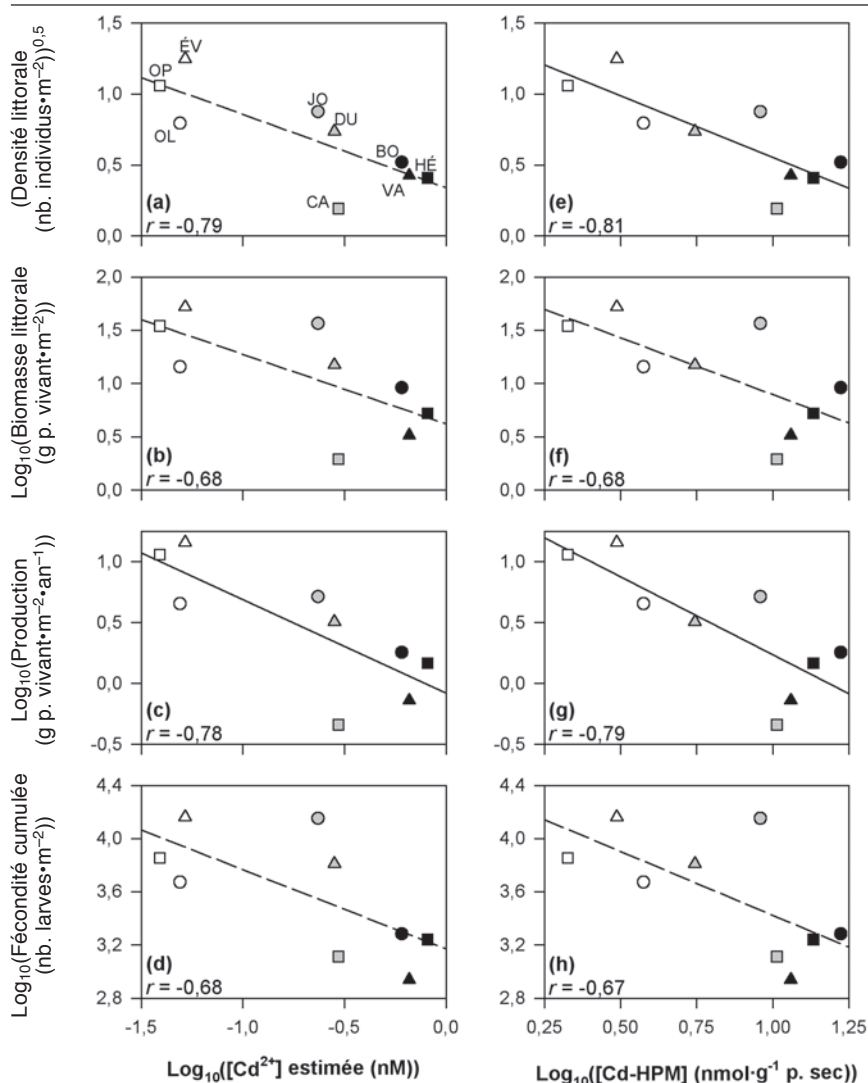 (Densité littorale
(nb. individus•m⁻²))⁰,⁵
1,5
1,0
0,5
0,0
ÉV
OP
OL
JO
DU
BO
HÉ
VA
CA
(a)
r = -0,79
(e)
r = -0,81
Log₁₀(Biomasse littorale
(g p. vivant•m⁻²))
2,0
1,5
1,0
0,5
0,0
(b)
r = -0,68
(f)
r = -0,68
Log₁₀(Production
(g p. vivant•m⁻²•an⁻¹))
1,0
0,5
0,0
-0,5
(c)
r = -0,78
(g)
r = -0,79
Log₁₀(Fécondité cumulée
(nb. larves•m⁻²))
4,4
4,0
3,6
3,2
2,8
(d)
r = -0,68
(h)
r = -0,67
-1,5 -1,0 -0,5 0,0
0,25 0,50 0,75 1,00 1,25
Log₁₀([Cd²⁺] estimée (nM))
Log₁₀([Cd-HPM] (nmol·g⁻¹ p. sec))